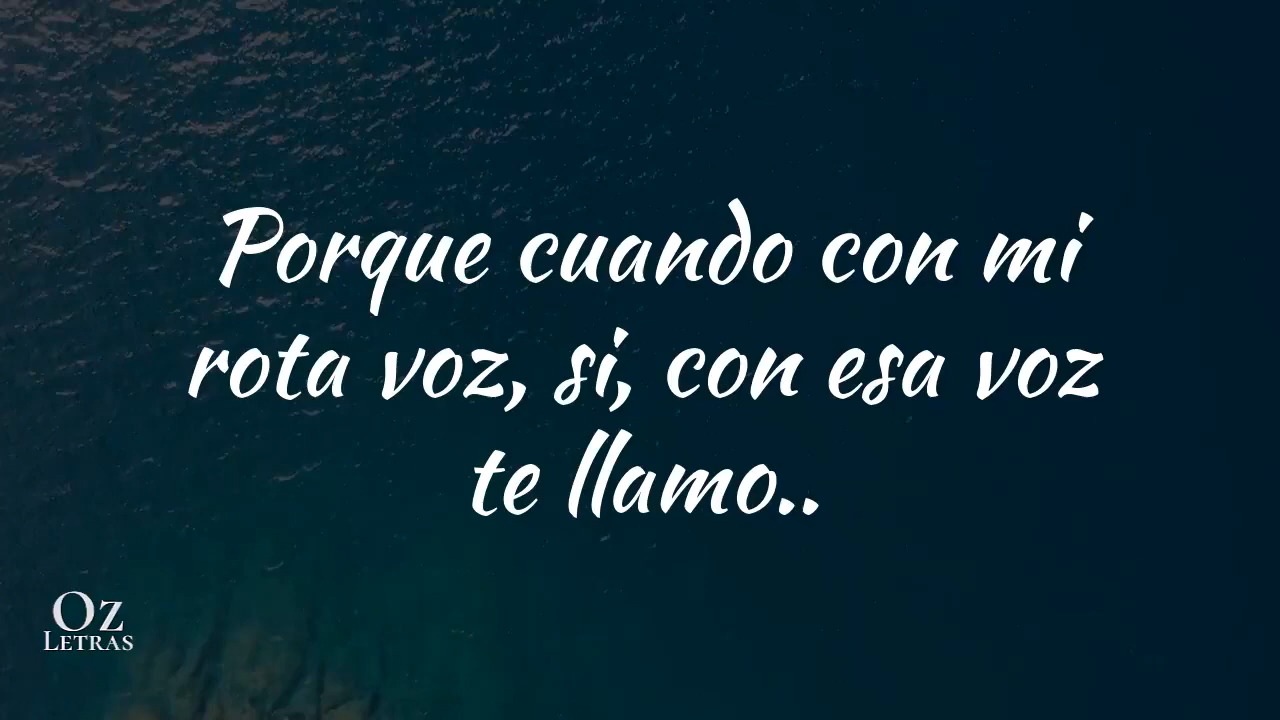 Porque cuando con mi
rota voz, si, con esa voz
te llamo..
Oz
LETRAS